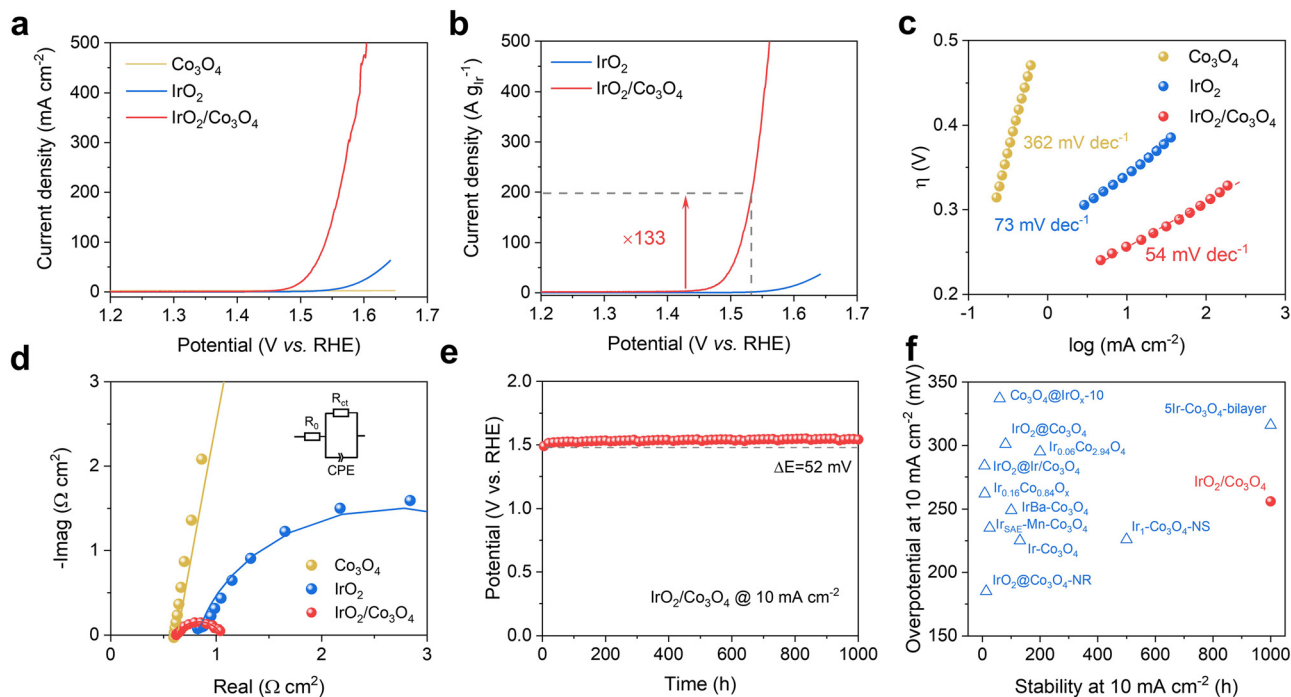 a
Current density (mA cm⁻²)
500
400
300
200
100
0
Co₃O₄
IrO₂
IrO₂/Co₃O₄
1.2 1.3 1.4 1.5 1.6 1.7
Potential (V vs. RHE)
b
Current density (A g_Ir⁻¹)
500
400
300
200
100
0
IrO₂
IrO₂/Co₃O₄
×133
1.2 1.3 1.4 1.5 1.6 1.7
Potential (V vs. RHE)
c
η (V)
0.5
0.4
0.3
0.2
Co₃O₄
IrO₂
IrO₂/Co₃O₄
362 mV dec⁻¹
73 mV dec⁻¹
54 mV dec⁻¹
-1 0 1 2 3
log (mA cm⁻²)
d
-Imag (Ω cm²)
3
2
1
0
R₀
R_ct
CPE
Co₃O₄
IrO₂
IrO₂/Co₃O₄
0 1 2 3
Real (Ω cm²)
e
Potential (V vs. RHE)
2.0
1.5
1.0
0.5
0.0
ΔE=52 mV
IrO₂/Co₃O₄ @ 10 mA cm⁻²
0 200 400 600 800 1000
Time (h)
f
Overpotential at 10 mA cm⁻² (mV)
350
300
250
200
150
Co₃O₄@IrOₓ-10
5Ir-Co₃O₄-bilayer
IrO₂@Co₃O₄
Ir₀.₀₆Co₂.₉₄O₄
IrO₂@Ir/Co₃O₄
IrO₂/Co₃O₄
Ir₀.₁₆Co₀.₈₄Oₓ
IrBa-Co₃O₄
Ir_SAE-Mn-Co₃O₄
Ir₁-Co₃O₄-NS
Ir-Co₃O₄
IrO₂@Co₃O₄-NR
0 200 400 600 800 1000
Stability at 10 mA cm⁻² (h)